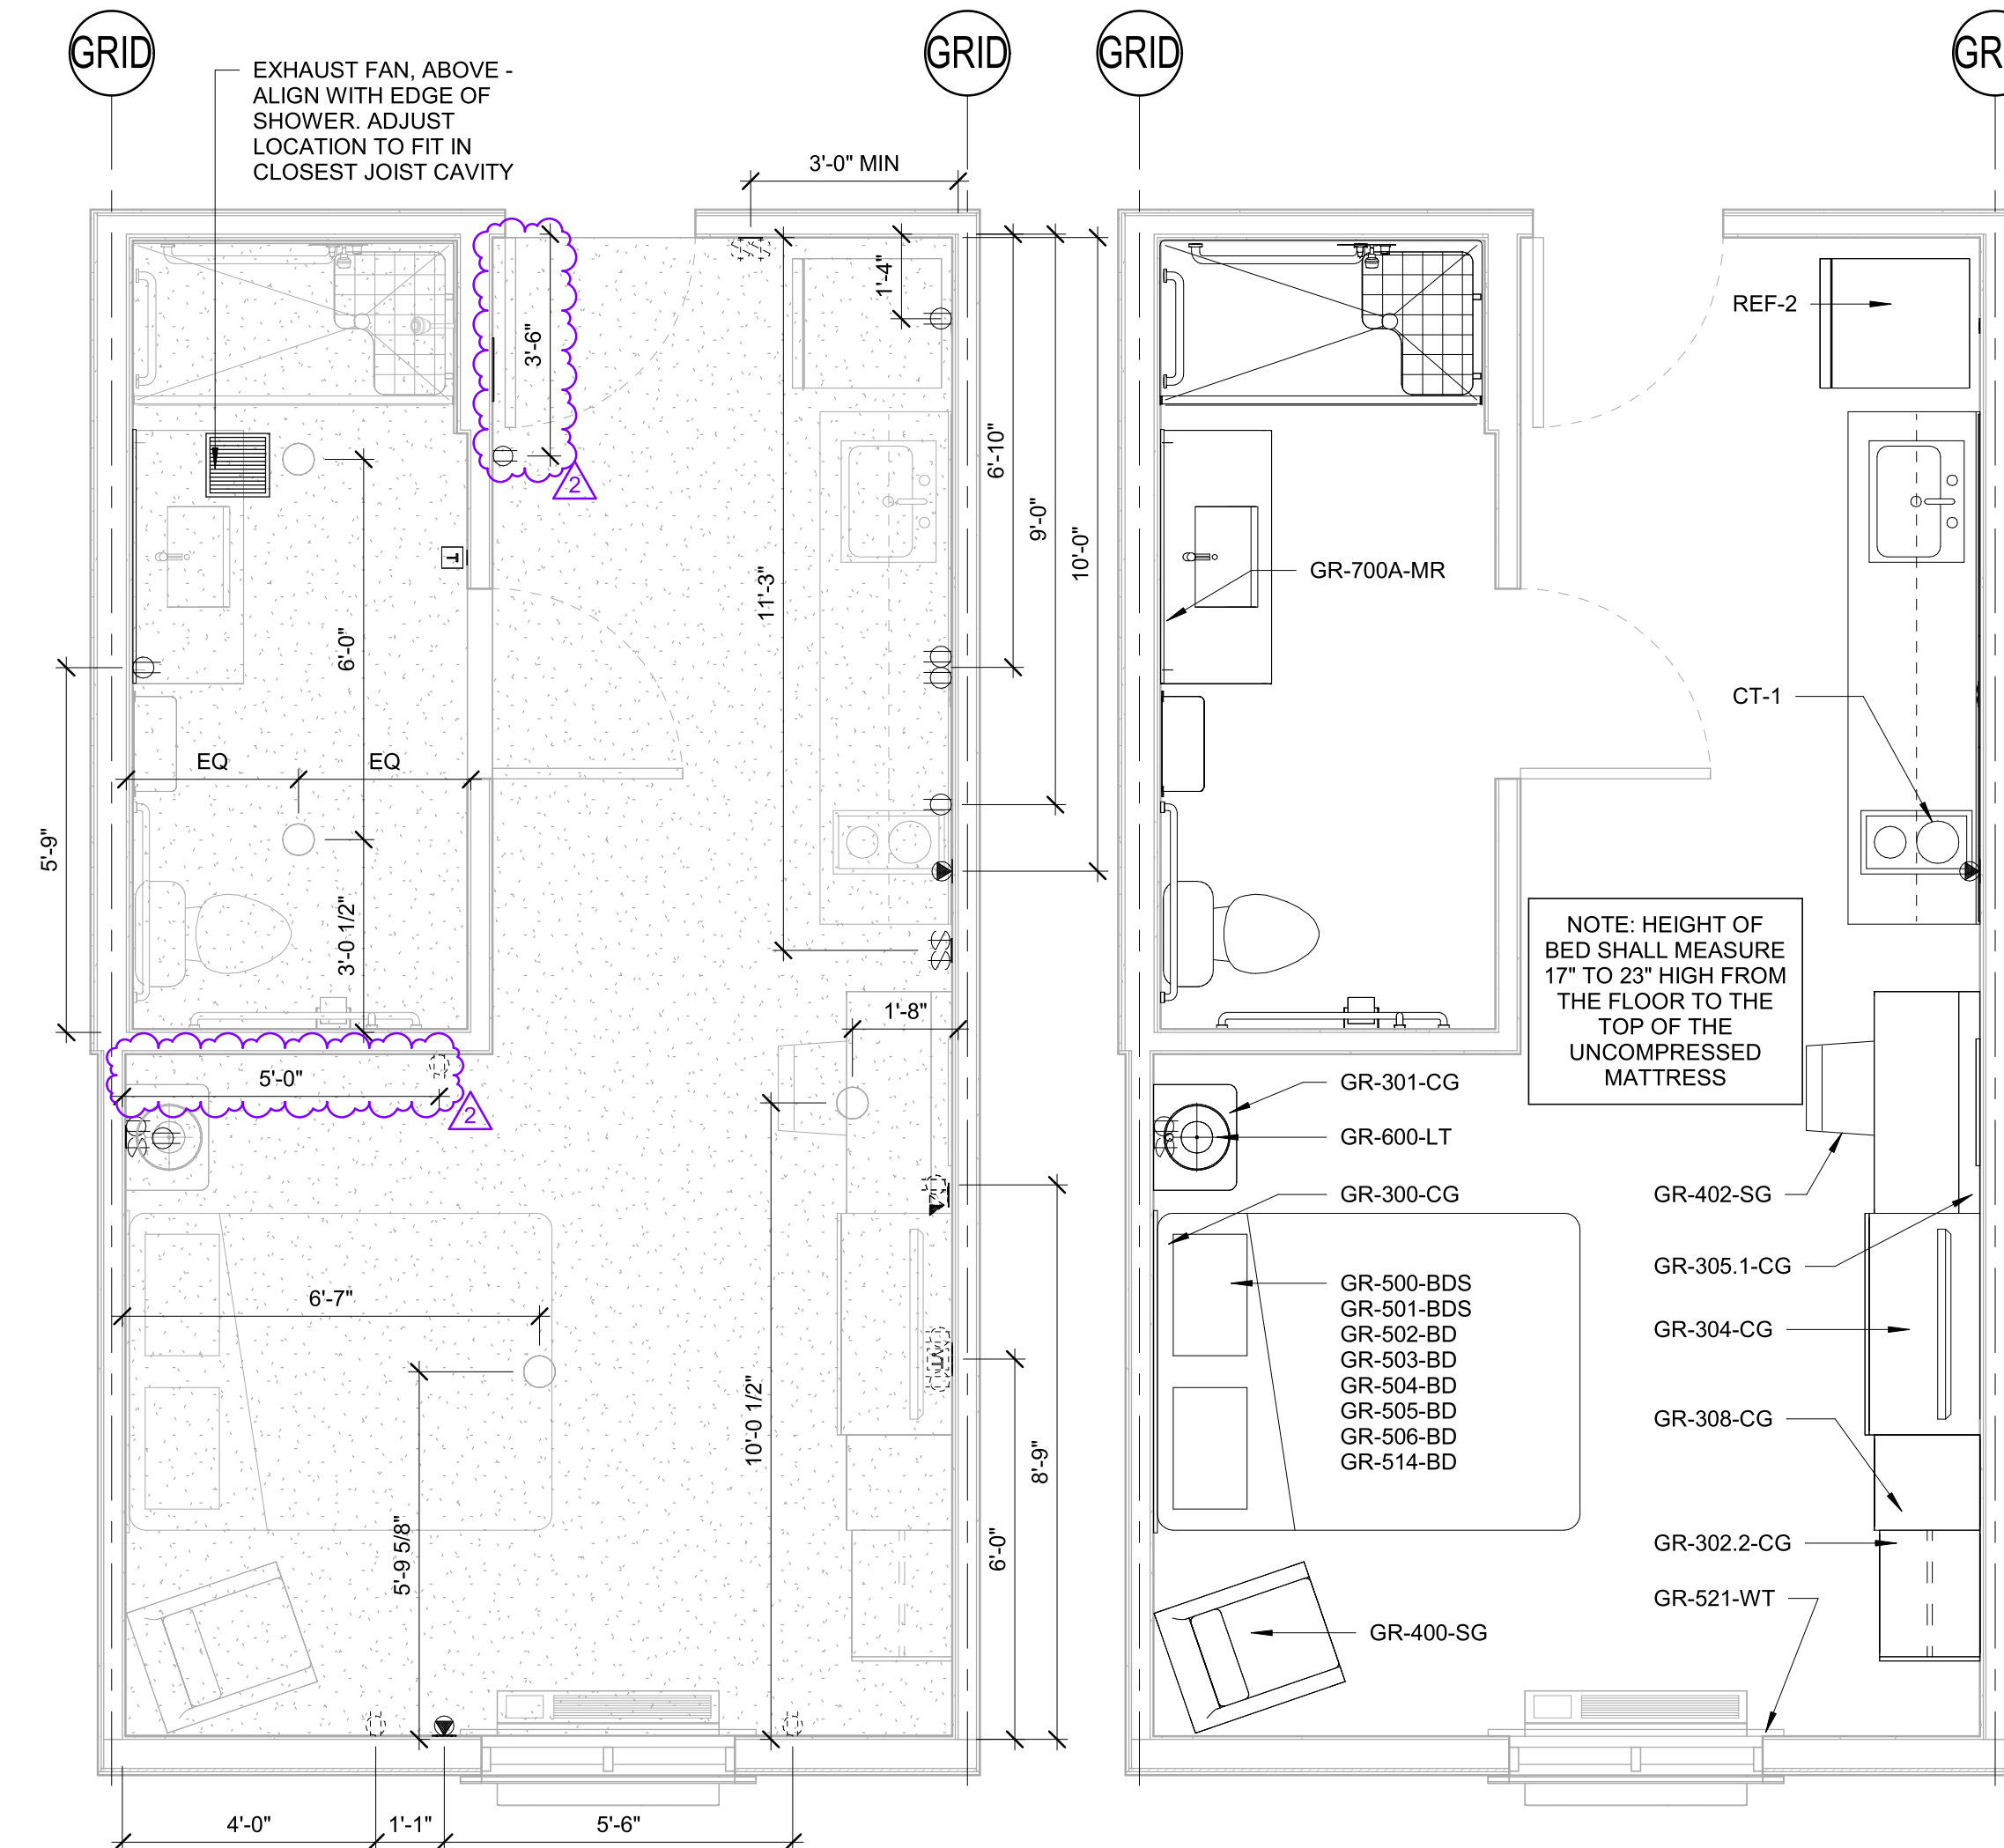 GRID
GRID
GRID
GR
EXHAUST FAN, ABOVE -
ALIGN WITH EDGE OF
SHOWER. ADJUST
LOCATION TO FIT IN
CLOSEST JOIST CAVITY
3'-0" MIN
1'-4"
3'-6"
2
6'-10"
9'-0"
10'-0"
11'-3"
T
6'-0"
EQ
EQ
5'-9"
3'-0 1/2"
1'-8"
5'-0"
2
6'-7"
10'-0 1/2"
5'-9 5/8"
8'-9"
6'-0"
4'-0"
1'-1"
5'-6"
REF-2
GR-700A-MR
CT-1
NOTE: HEIGHT OF
BED SHALL MEASURE
17" TO 23" HIGH FROM
THE FLOOR TO THE
TOP OF THE
UNCOMPRESSED
MATTRESS
GR-301-CG
GR-600-LT
GR-300-CG
GR-402-SG
GR-305.1-CG
GR-500-BDS
GR-501-BDS
GR-502-BD
GR-503-BD
GR-504-BD
GR-505-BD
GR-506-BD
GR-514-BD
GR-304-CG
GR-308-CG
GR-302.2-CG
GR-521-WT
GR-400-SG